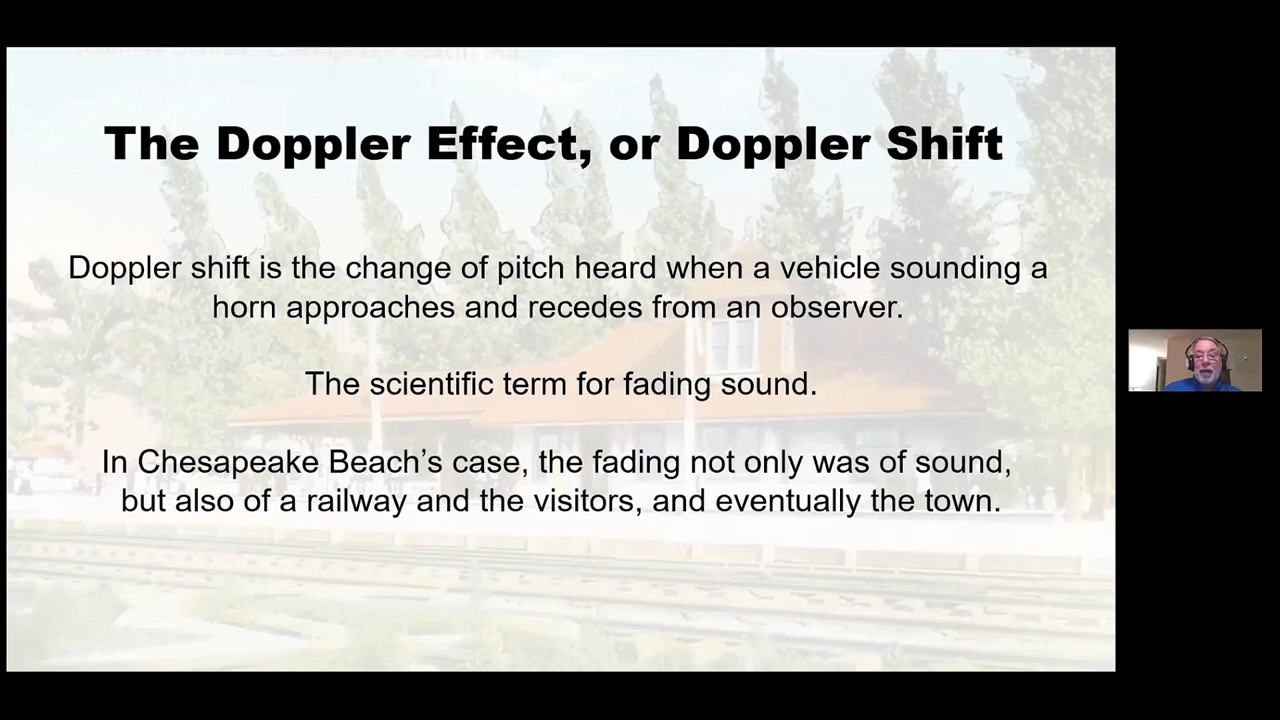 The Doppler Effect, or Doppler Shift
Doppler shift is the change of pitch heard when a vehicle sounding a
horn approaches and recedes from an observer.
The scientific term for fading sound.
In Chesapeake Beach’s case, the fading not only was of sound,
but also of a railway and the visitors, and eventually the town.